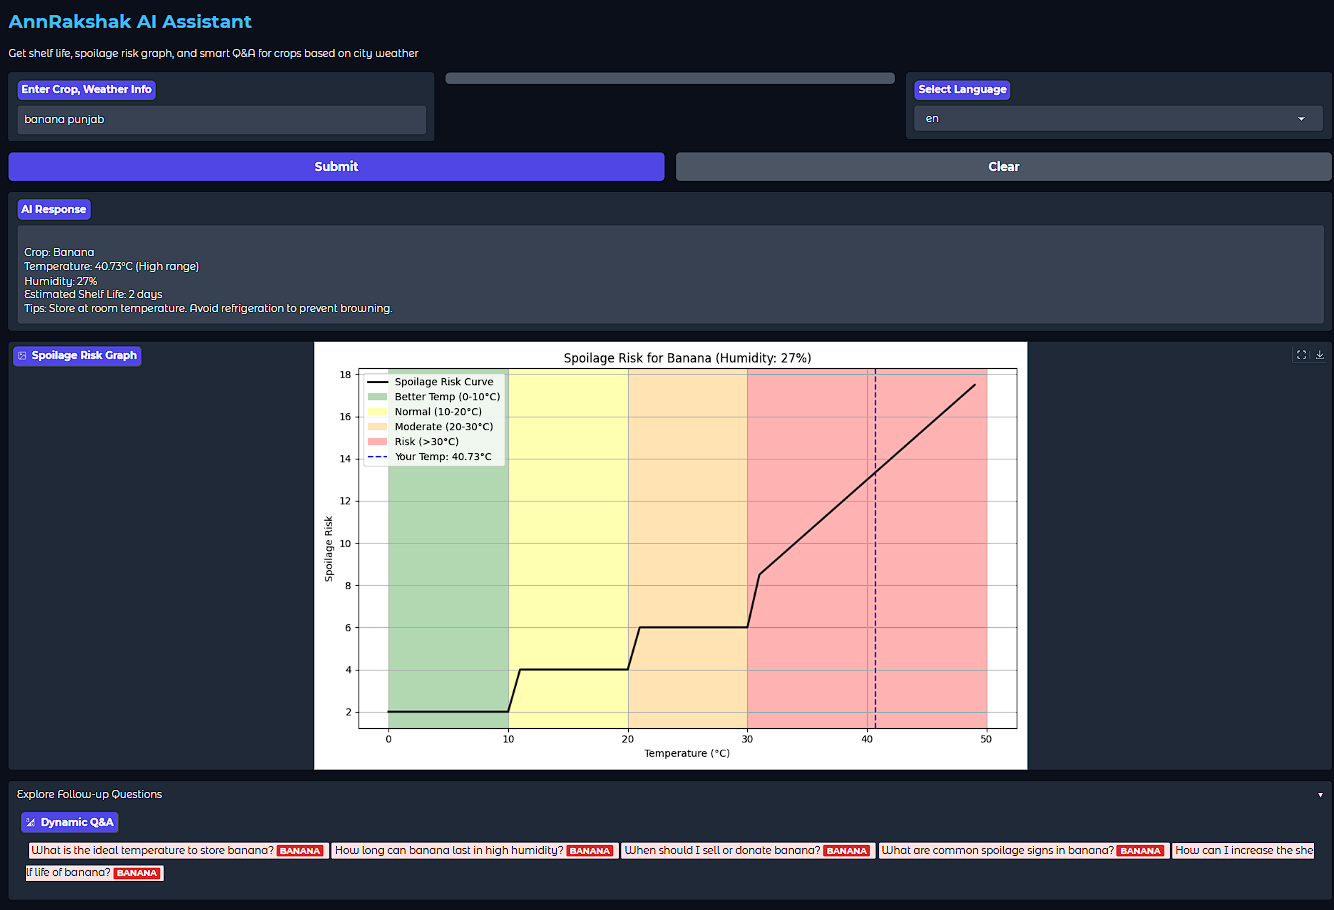 AnnRakshak AI Assistant
Get shelf life, spoilage risk graph, and smart Q&A for crops based on city weather
Enter Crop, Weather Info
banana punjab
Select Language
en
Submit
Clear
AI Response
Crop: Banana
Temperature: 40.73°C (High range)
Humidity: 27%
Estimated Shelf Life: 2 days
Tips: Store at room temperature. Avoid refrigeration to prevent browning.
Spoilage Risk Graph
Spoilage Risk for Banana (Humidity: 27%)
Spoilage Risk Curve
Better Temp (0-10°C)
Normal (10-20°C)
Moderate (20-30°C)
Risk (>30°C)
Your Temp: 40.73°C
18
16
14
12
10
8
6
4
2
Spoilage Risk
0 10 20 30 40 50
Temperature (°C)
Explore Follow-up Questions
Dynamic Q&A
What is the ideal temperature to store banana? BANANA How long can banana last in high humidity? BANANA When should I sell or donate banana? BANANA What are common spoilage signs in banana? BANANA How can I increase the she
lf life of banana? BANANA